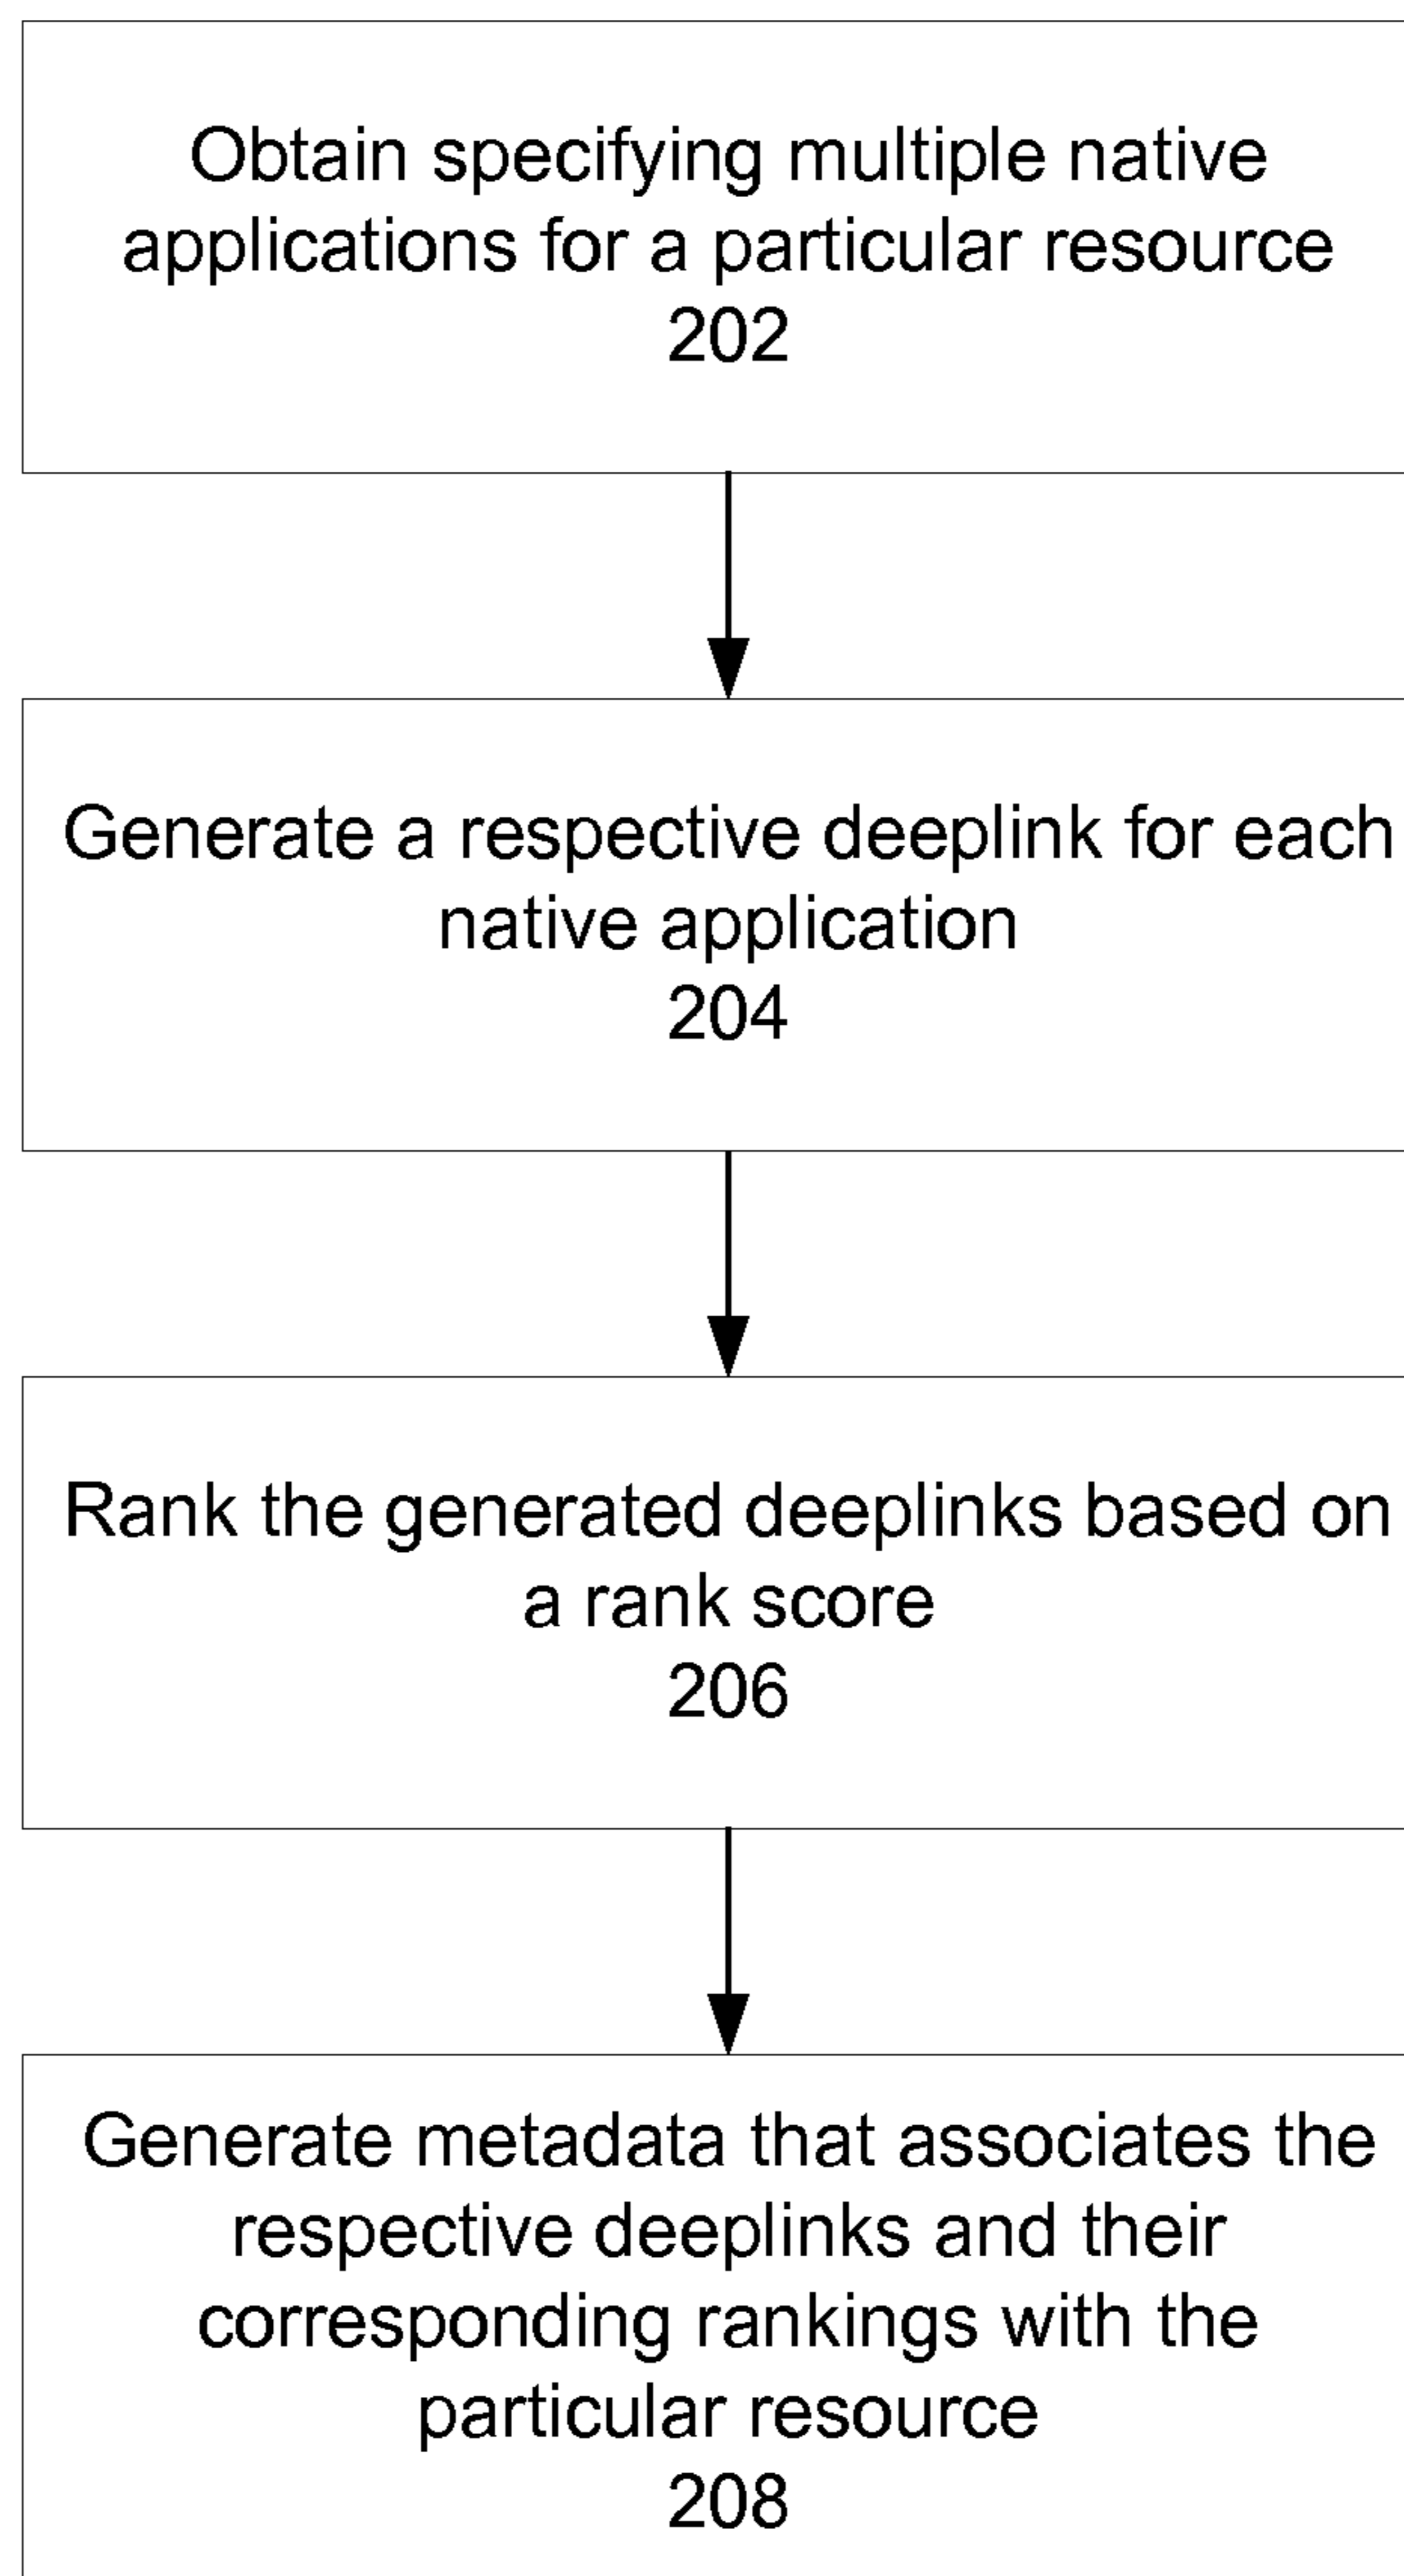 Obtain specifying multiple native
applications for a particular resource
202
Generate a respective deeplink for each
native application
204
Rank the generated deeplinks based on
a rank score
206
Generate metadata that associates the
respective deeplinks and their
corresponding rankings with the
particular resource
208